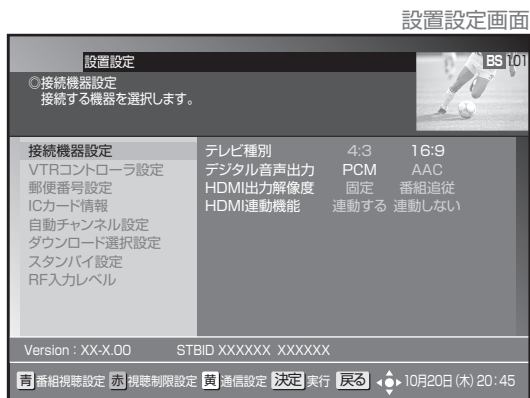 設置設定画面
設置設定
BS 101
◎接続機器設定
接続する機器を選択します。
接続機器設定
VTRコントローラ設定
郵便番号設定
ICカード情報
自動チャンネル設定
ダウンロード選択設定
スタンバイ設定
RF入力レベル
テレビ種別 4:3 16:9
デジタル音声出力 PCM AAC
HDMI出力解像度 固定 番組追従
HDMI連動機能 連動する 連動しない
Version : XX-X.00 STBID XXXXXX XXXXXX
青 番組視聴設定 赤 視聴制限設定 黄 通信設定 決定 実行 戻る 10月20日(木) 20:45